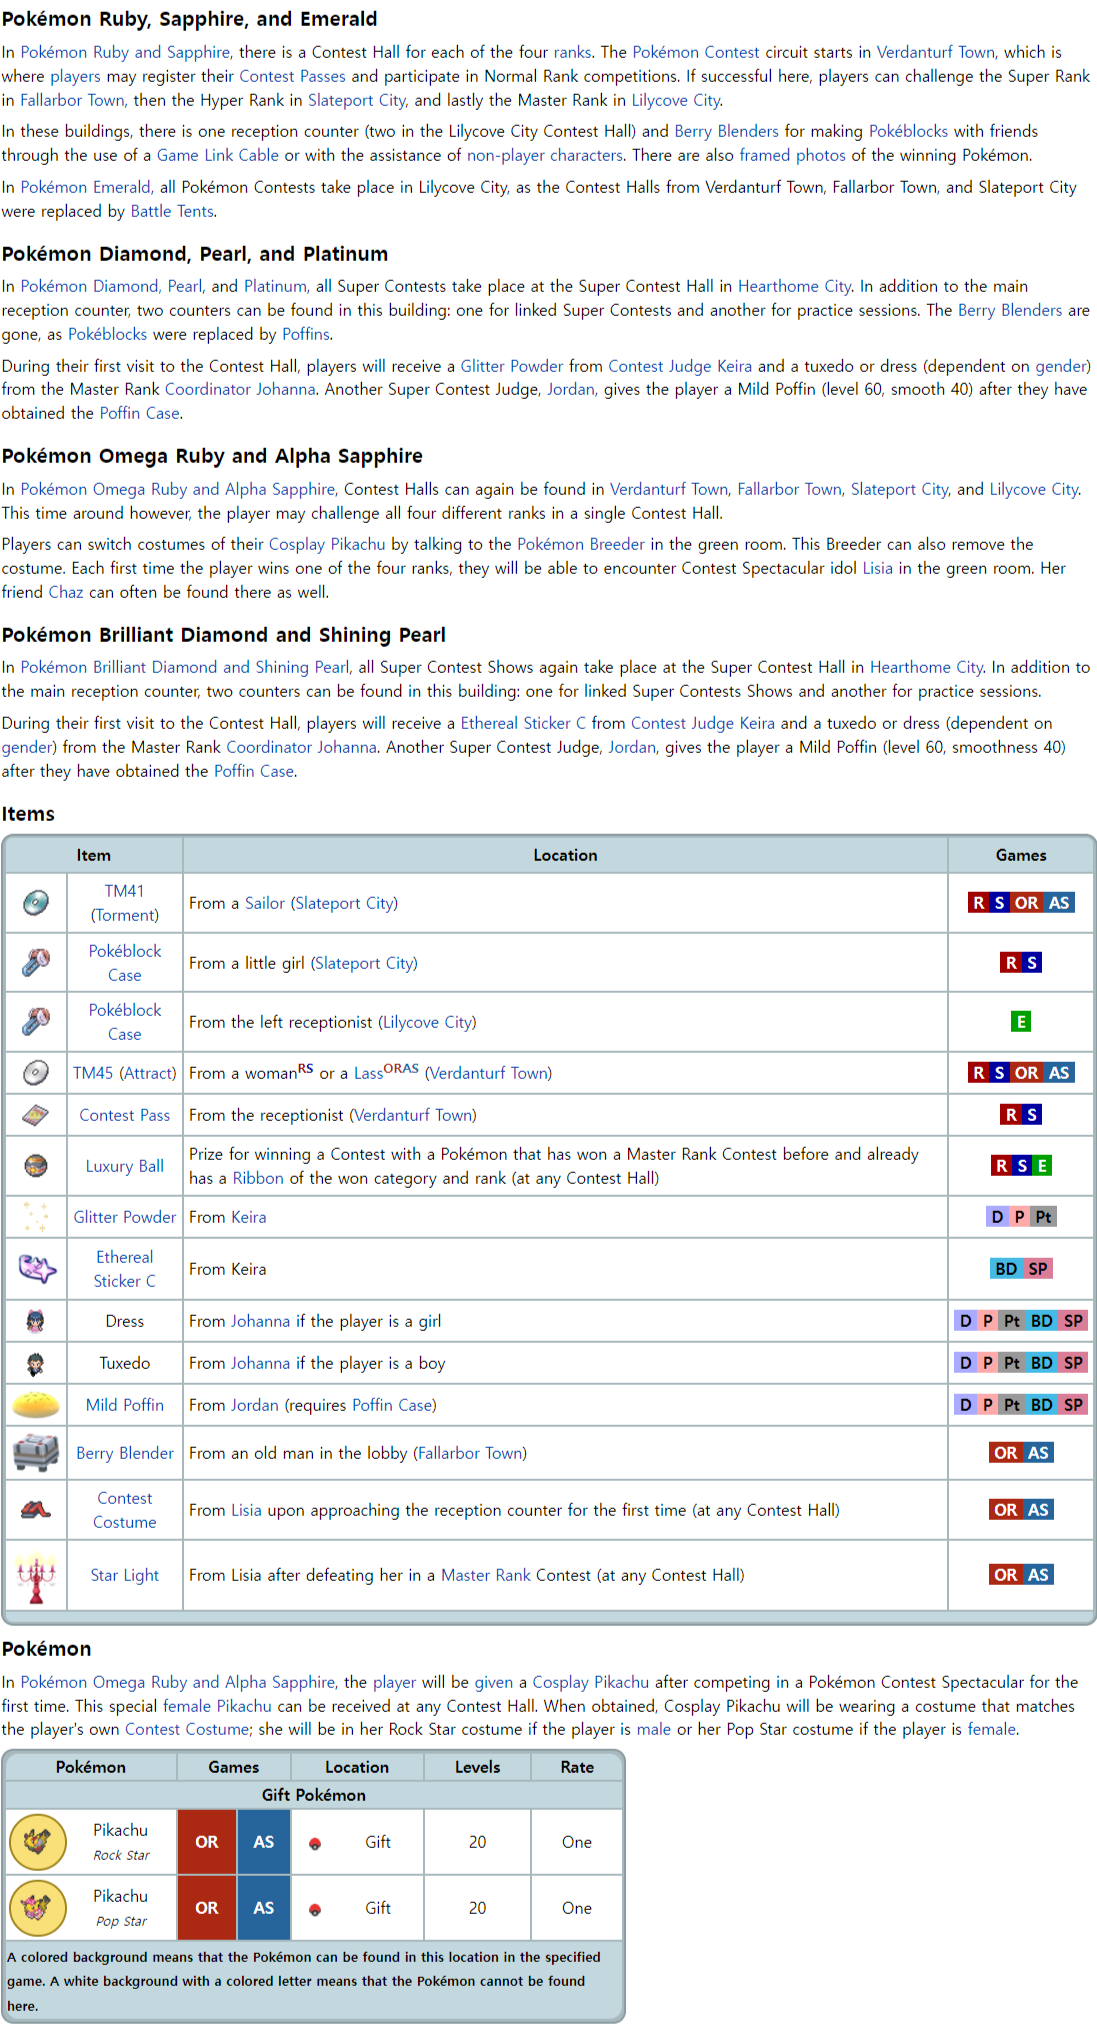 Pokémon Ruby, Sapphire, and Emerald
In Pokémon Ruby and Sapphire, there is a Contest Hall for each of the four ranks. The Pokémon Contest circuit starts in Verdanturf Town, which is
where players may register their Contest Passes and participate in Normal Rank competitions. If successful here, players can challenge the Super Rank
in Fallarbor Town, then the Hyper Rank in Slateport City, and lastly the Master Rank in Lilycove City.
In these buildings, there is one reception counter (two in the Lilycove City Contest Hall) and Berry Blenders for making Pokéblocks with friends
through the use of a Game Link Cable or with the assistance of non-player characters. There are also framed photos of the winning Pokémon.
In Pokémon Emerald, all Pokémon Contests take place in Lilycove City, as the Contest Halls from Verdanturf Town, Fallarbor Town, and Slateport City
were replaced by Battle Tents.
Pokémon Diamond, Pearl, and Platinum
In Pokémon Diamond, Pearl, and Platinum, all Super Contests take place at the Super Contest Hall in Hearthome City. In addition to the main
reception counter, two counters can be found in this building: one for linked Super Contests and another for practice sessions. The Berry Blenders are
gone, as Pokéblocks were replaced by Poffins.
During their first visit to the Contest Hall, players will receive a Glitter Powder from Contest Judge Keira and a tuxedo or dress (dependent on gender)
from the Master Rank Coordinator Johanna. Another Super Contest Judge, Jordan, gives the player a Mild Poffin (level 60, smooth 40) after they have
obtained the Poffin Case.
Pokémon Omega Ruby and Alpha Sapphire
In Pokémon Omega Ruby and Alpha Sapphire, Contest Halls can again be found in Verdanturf Town, Fallarbor Town, Slateport City, and Lilycove City.
This time around however, the player may challenge all four different ranks in a single Contest Hall.
Players can switch costumes of their Cosplay Pikachu by talking to the Pokémon Breeder in the green room. This Breeder can also remove the
costume. Each first time the player wins one of the four ranks, they will be able to encounter Contest Spectacular idol Lisia in the green room. Her
friend Chaz can often be found there as well.
Pokémon Brilliant Diamond and Shining Pearl
In Pokémon Brilliant Diamond and Shining Pearl, all Super Contest Shows again take place at the Super Contest Hall in Hearthome City. In addition to
the main reception counter, two counters can be found in this building: one for linked Super Contests Shows and another for practice sessions.
During their first visit to the Contest Hall, players will receive a Ethereal Sticker C from Contest Judge Keira and a tuxedo or dress (dependent on
gender) from the Master Rank Coordinator Johanna. Another Super Contest Judge, Jordan, gives the player a Mild Poffin (level 60, smoothness 40)
after they have obtained the Poffin Case.
Items
Item Location Games
TM41
(Torment)
From a Sailor (Slateport City)
R S OR AS
Pokéblock
Case
From a little girl (Slateport City)
R S
Pokéblock
Case
From the left receptionist (Lilycove City)
E
TM45 (Attract) From a womanRS or a LassORAS (Verdanturf Town) R S OR AS
Contest Pass From the receptionist (Verdanturf Town) R S
Luxury Ball
Prize for winning a Contest with a Pokémon that has won a Master Rank Contest before and already
has a Ribbon of the won category and rank (at any Contest Hall)
R S E
Glitter Powder From Keira D P Pt
Ethereal
Sticker C
From Keira
BD SP
Dress From Johanna if the player is a girl D P Pt BD SP
Tuxedo From Johanna if the player is a boy D P Pt BD SP
Mild Poffin From Jordan (requires Poffin Case) D P Pt BD SP
Berry Blender From an old man in the lobby (Fallarbor Town) OR AS
Contest
Costume
From Lisia upon approaching the reception counter for the first time (at any Contest Hall)
OR AS
Star Light From Lisia after defeating her in a Master Rank Contest (at any Contest Hall) OR AS
Pokémon
In Pokémon Omega Ruby and Alpha Sapphire, the player will be given a Cosplay Pikachu after competing in a Pokémon Contest Spectacular for the
first time. This special female Pikachu can be received at any Contest Hall. When obtained, Cosplay Pikachu will be wearing a costume that matches
the player's own Contest Costume; she will be in her Rock Star costume if the player is male or her Pop Star costume if the player is female.
Pokémon Games Location Levels Rate
Gift Pokémon
Pikachu
Rock Star
OR AS Gift 20 One
Pikachu
Pop Star
OR AS Gift 20 One
A colored background means that the Pokémon can be found in this location in the specified
game. A white background with a colored letter means that the Pokémon cannot be found
here.